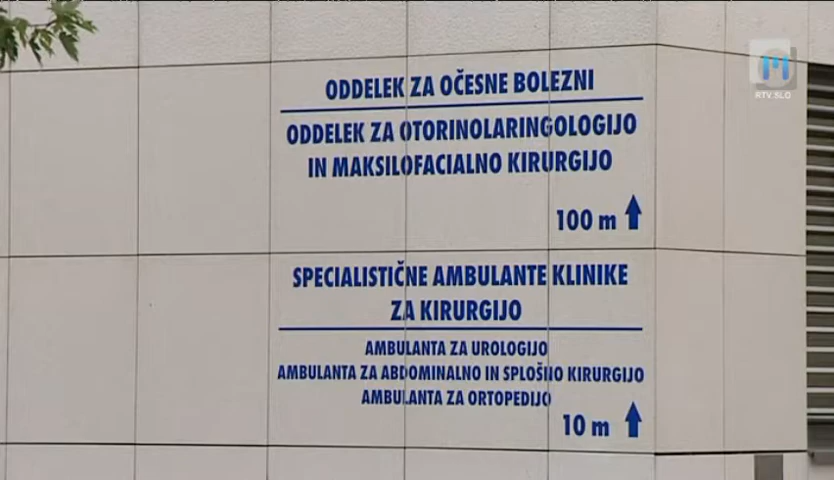 M
RTV SLO
ODDELEK ZA OČESNE BOLEZNI
ODDELEK ZA OTORINOLARINGOLOGIJO
IN MAKSILOFACIALNO KIRURGIJO
100 m
SPECIALISTIČNE AMBULANTE KLINIKE
ZA KIRURGIJO
AMBULANTA ZA UROLOGIJO
AMBULANTA ZA ABDOMINALNO IN SPLOŠNO KIRURGIJO
AMBULANTA ZA ORTOPEDIJO
10 m